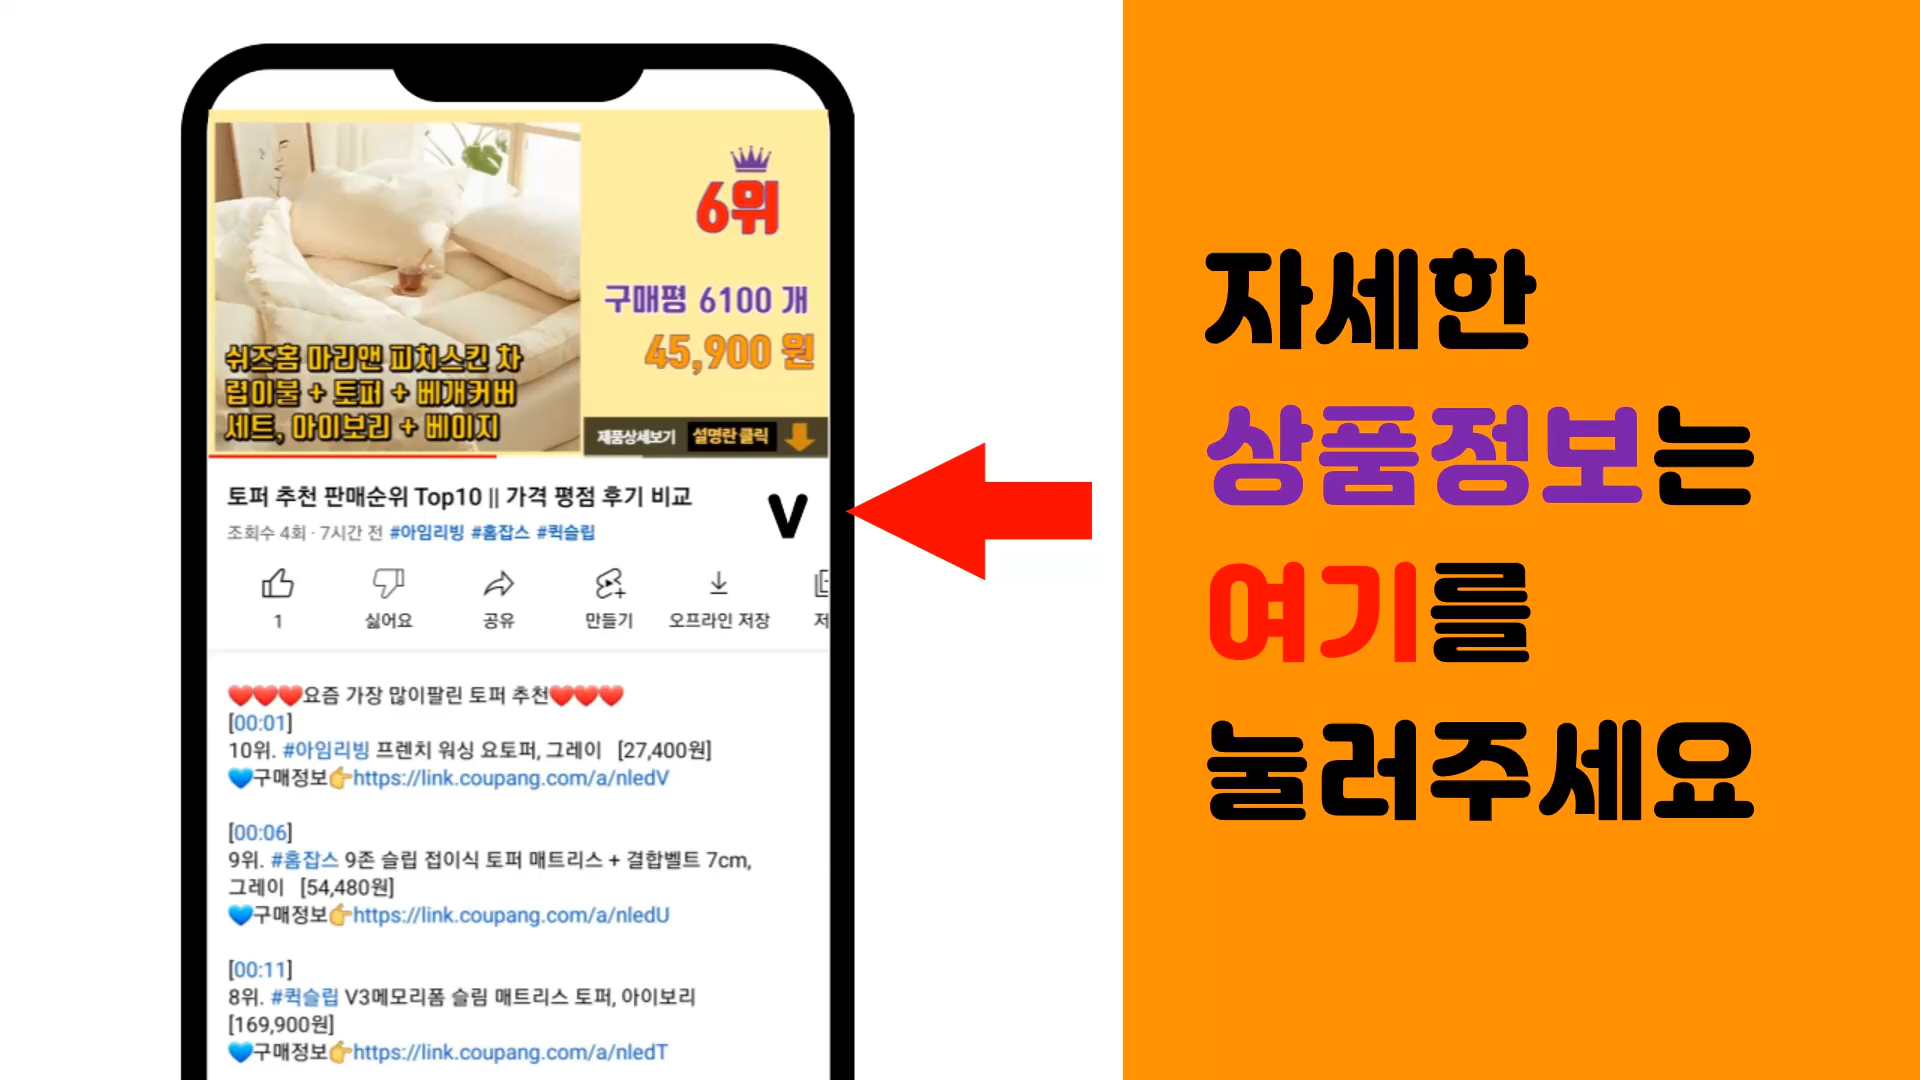 6위
구매평 6100 개
45,900 원
쉬즈홈 마리앤 피치스킨 차
렵이불 + 토퍼 + 베개커버
세트, 아이보리 + 베이지
제품상세보기 설명란 클릭
토퍼 추천 판매순위 Top10 || 가격 평점 후기 비교
V
조회수 4회 · 7시간 전 #아임리빙 #홈잡스 #퀵슬립
1 싫어요 공유 만들기 오프라인 저장 저
❤️❤️❤️요즘 가장 많이팔린 토퍼 추천❤️❤️❤️
[00:01]
10위. #아임리빙 프렌치 워싱 요토퍼, 그레이 [27,400원]
💙구매정보👉https://link.coupang.com/a/nledV
[00:06]
9위. #홈잡스 9존 슬립 접이식 토퍼 매트리스 + 결합벨트 7cm,
그레이 [54,480원]
💙구매정보👉https://link.coupang.com/a/nledU
[00:11]
8위. #퀵슬립 V3메모리폼 슬림 매트리스 토퍼, 아이보리
[169,900원]
💙구매정보👉https://link.coupang.com/a/nledT
자세한
상품정보는
여기를
눌러주세요